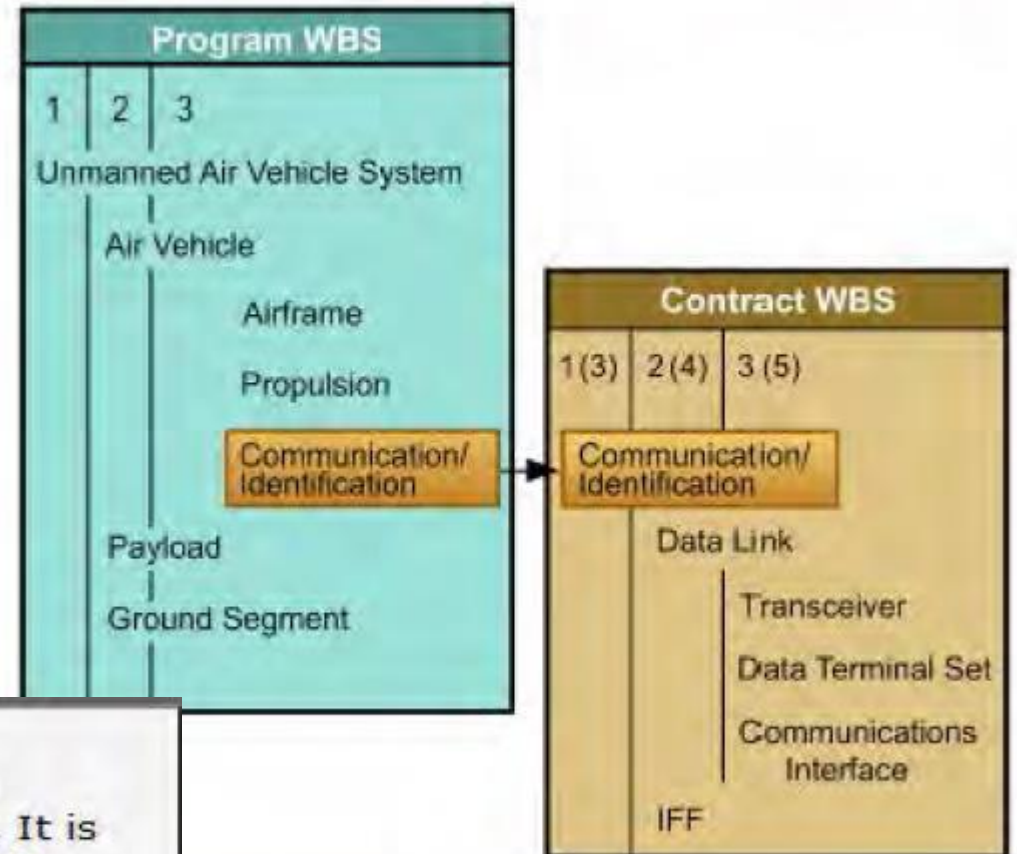 Program WBS
1 2 3
Unmanned Air Vehicle System
Air Vehicle
Airframe
Propulsion
Communication/
Identification
Payload
Ground Segment
Contract WBS
1 (3) 2 (4) 3 (5)
Communication/
Identification
Data Link
Transceiver
Data Terminal Set
Communications
Interface
IFF
It is